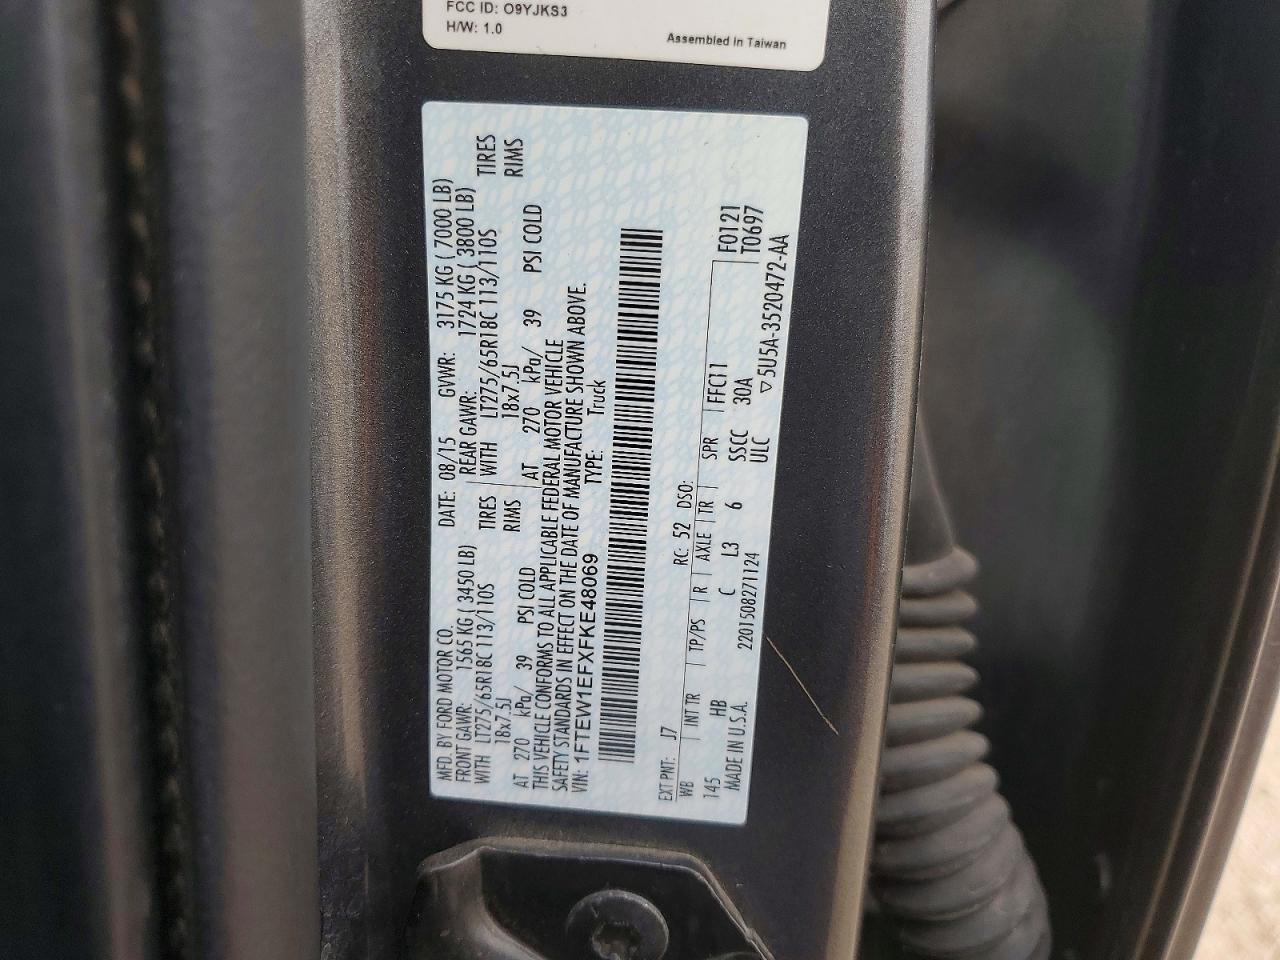 FCC ID: O9YJKS3
H/W: 1.0
Assembled in Taiwan
MFD. BY FORD MOTOR CO. DATE: 08/15 GVWR: 3175 KG ( 7000 LB)
FRONT GAWR: 1565 KG ( 3450 LB) REAR GAWR: 1724 KG ( 3800 LB)
WITH LT275/65R18C 113/110S TIRES WITH LT275/65R18C 113/110S TIRES
18x7.5J RIMS 18x7.5J RIMS
AT 270 kPa/ 39 PSI COLD AT 270 kPa/ 39 PSI COLD
THIS VEHICLE CONFORMS TO ALL APPLICABLE FEDERAL MOTOR VEHICLE
SAFETY STANDARDS IN EFFECT ON THE DATE OF MANUFACTURE SHOWN ABOVE.
VIN: 1FTEW1EFXFKE48069 TYPE: Truck
EXT PNT: J7 RC: 52 DSO:
WB INT TR TP/PS R AXLE TR SPR FFC11 F0121
145 HB C L3 6 SSCC 30A T0697
MADE IN U.S.A. 2201508271124 ULC ▽5U5A-3520472-AA